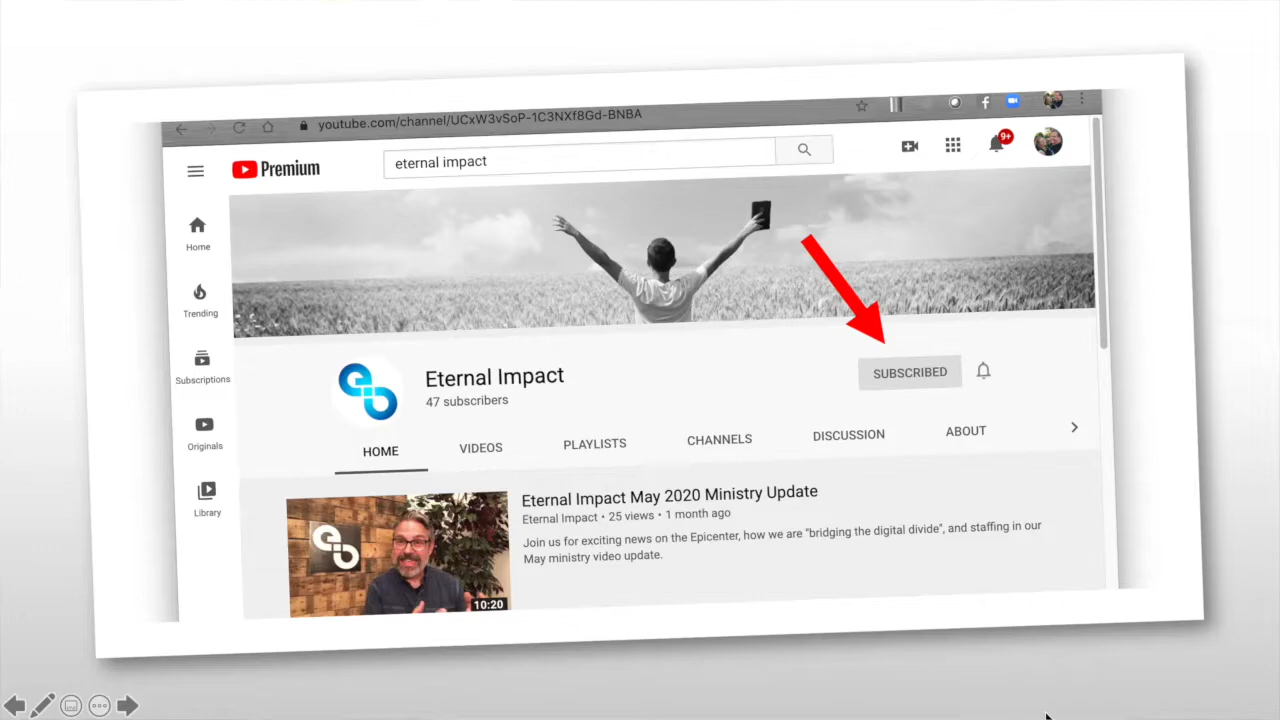 youtube.com/channel/UCxW3vSoP-1C3NXf8Gd-BNBA
Premium
eternal impact
9+
Home
Trending
Subscriptions
Originals
Library
Eternal Impact
47 subscribers
SUBSCRIBED
HOME VIDEOS PLAYLISTS CHANNELS DISCUSSION ABOUT
Eternal Impact May 2020 Ministry Update
Eternal Impact • 25 views • 1 month ago
Join us for exciting news on the Epicenter, how we are "bridging the digital divide", and staffing in our
May ministry video update.
10:20